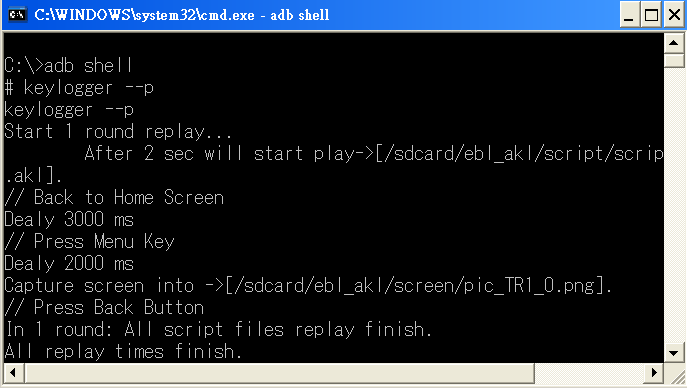 C:\WINDOWS\system32\cmd.exe - adb shell
C:\>adb shell
# keylogger --p
keylogger --p
Start 1 round replay...
After 2 sec will start play->[/sdcard/ebl_akl/script/scrip
.akl].
// Back to Home Screen
Dealy 3000 ms
// Press Menu Key
Dealy 2000 ms
Capture screen into ->[/sdcard/ebl_akl/screen/pic_TR1_0.png].
// Press Back Button
In 1 round: All script files replay finish.
All replay times finish.